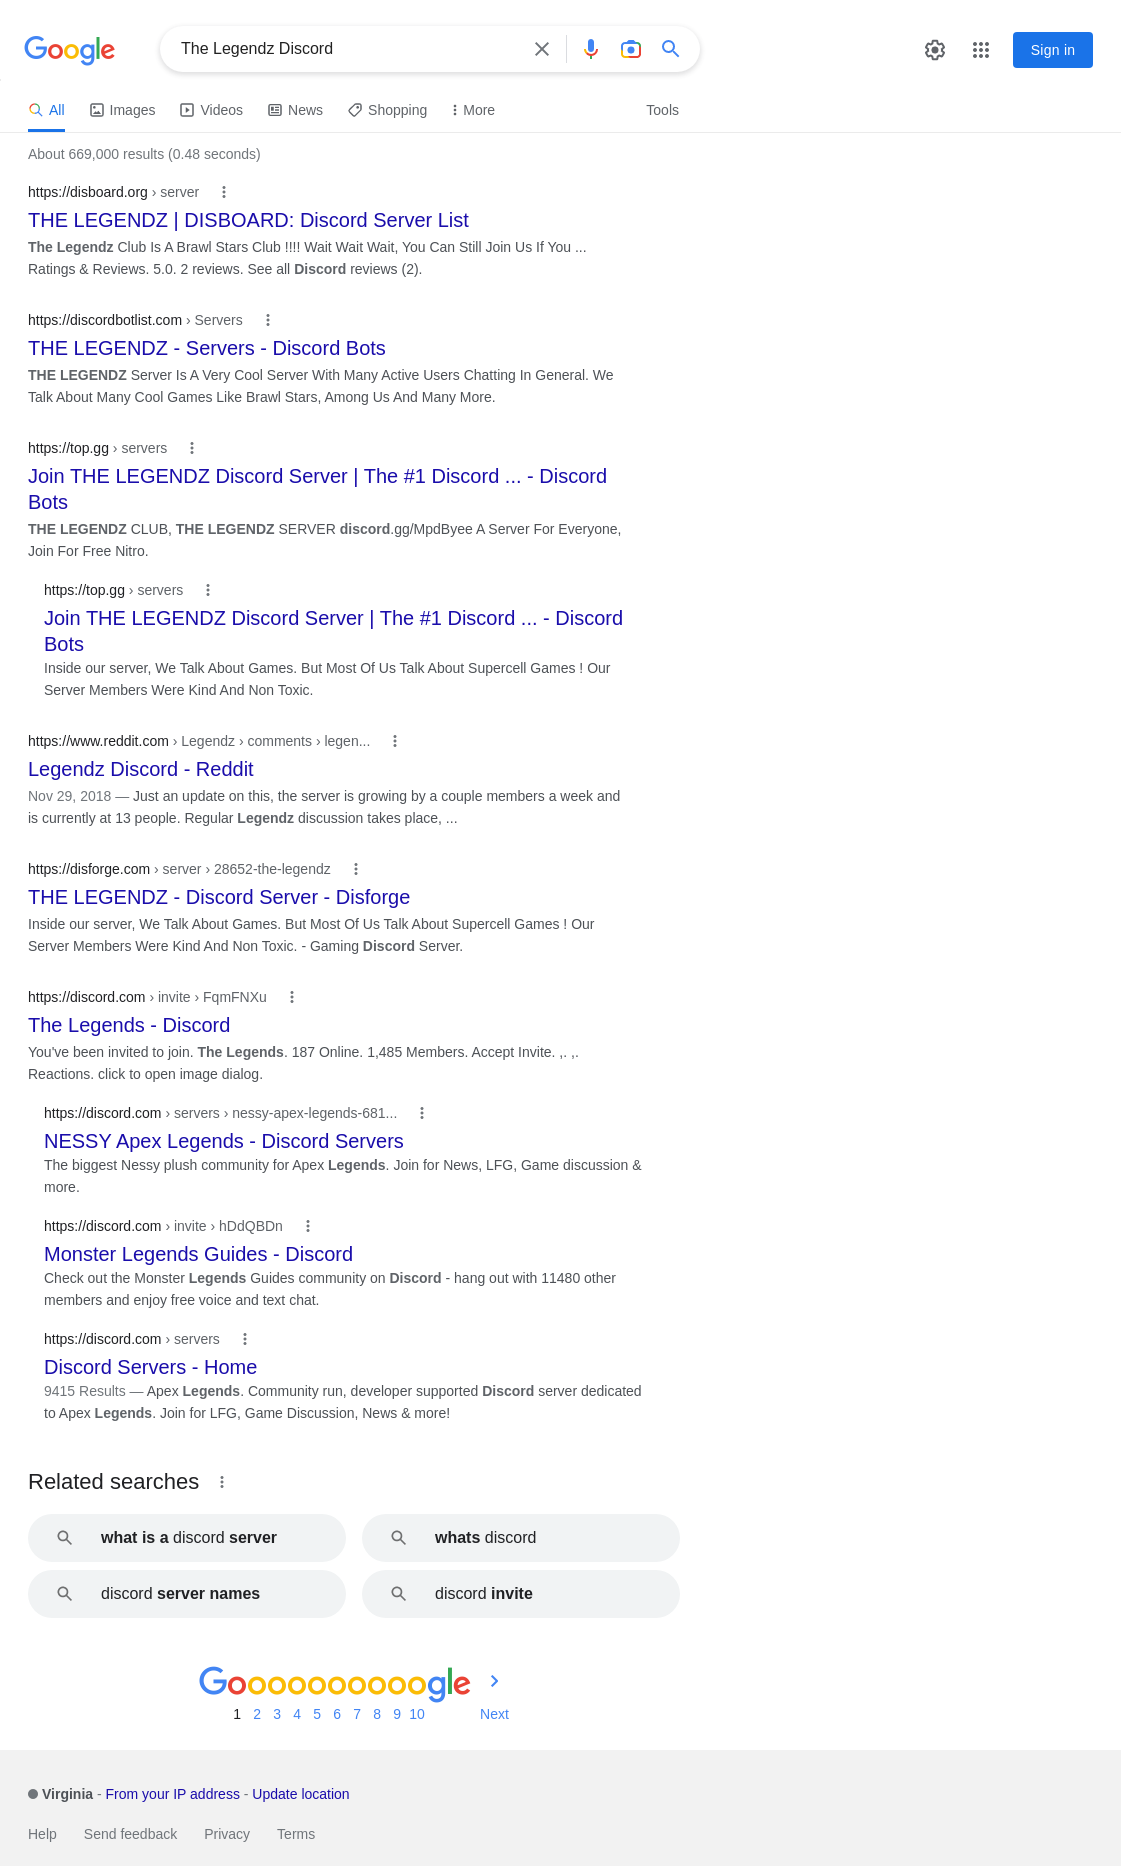 Google
The Legendz Discord
Sign in
All
Images
Videos
News
Shopping
More
Tools
About 669,000 results (0.48 seconds)
https://disboard.org › server
THE LEGENDZ | DISBOARD: Discord Server List
The Legendz Club Is A Brawl Stars Club !!!! Wait Wait Wait, You Can Still Join Us If You ...
Ratings & Reviews. 5.0. 2 reviews. See all Discord reviews (2).
https://discordbotlist.com › Servers
THE LEGENDZ - Servers - Discord Bots
THE LEGENDZ Server Is A Very Cool Server With Many Active Users Chatting In General. We
Talk About Many Cool Games Like Brawl Stars, Among Us And Many More.
https://top.gg › servers
Join THE LEGENDZ Discord Server | The #1 Discord ... - Discord
Bots
THE LEGENDZ CLUB, THE LEGENDZ SERVER discord.gg/MpdByee A Server For Everyone,
Join For Free Nitro.
https://top.gg › servers
Join THE LEGENDZ Discord Server | The #1 Discord ... - Discord
Bots
Inside our server, We Talk About Games. But Most Of Us Talk About Supercell Games ! Our
Server Members Were Kind And Non Toxic.
https://www.reddit.com › Legendz › comments › legen...
Legendz Discord - Reddit
Nov 29, 2018 — Just an update on this, the server is growing by a couple members a week and
is currently at 13 people. Regular Legendz discussion takes place, ...
https://disforge.com › server › 28652-the-legendz
THE LEGENDZ - Discord Server - Disforge
Inside our server, We Talk About Games. But Most Of Us Talk About Supercell Games ! Our
Server Members Were Kind And Non Toxic. - Gaming Discord Server.
https://discord.com › invite › FqmFNXu
The Legends - Discord
You've been invited to join. The Legends. 187 Online. 1,485 Members. Accept Invite. ,. ,.
Reactions. click to open image dialog.
https://discord.com › servers › nessy-apex-legends-681...
NESSY Apex Legends - Discord Servers
The biggest Nessy plush community for Apex Legends. Join for News, LFG, Game discussion &
more.
https://discord.com › invite › hDdQBDn
Monster Legends Guides - Discord
Check out the Monster Legends Guides community on Discord - hang out with 11480 other
members and enjoy free voice and text chat.
https://discord.com › servers
Discord Servers - Home
9415 Results — Apex Legends. Community run, developer supported Discord server dedicated
to Apex Legends. Join for LFG, Game Discussion, News & more!
Related searches
what is a discord server
whats discord
discord server names
discord invite
Goooooooooogle
1 2 3 4 5 6 7 8 9 10 Next
Virginia - From your IP address - Update location
Help Send feedback Privacy Terms